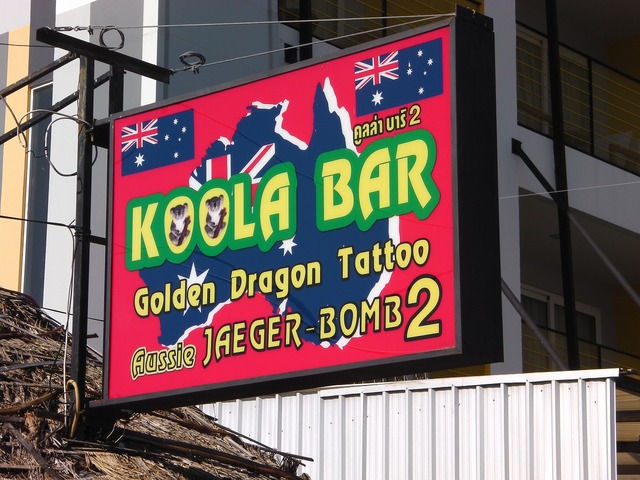 คูลล่า บาร์ 2
KOOLA BAR
Golden Dragon Tattoo
Aussie JAEGER-BOMB 2